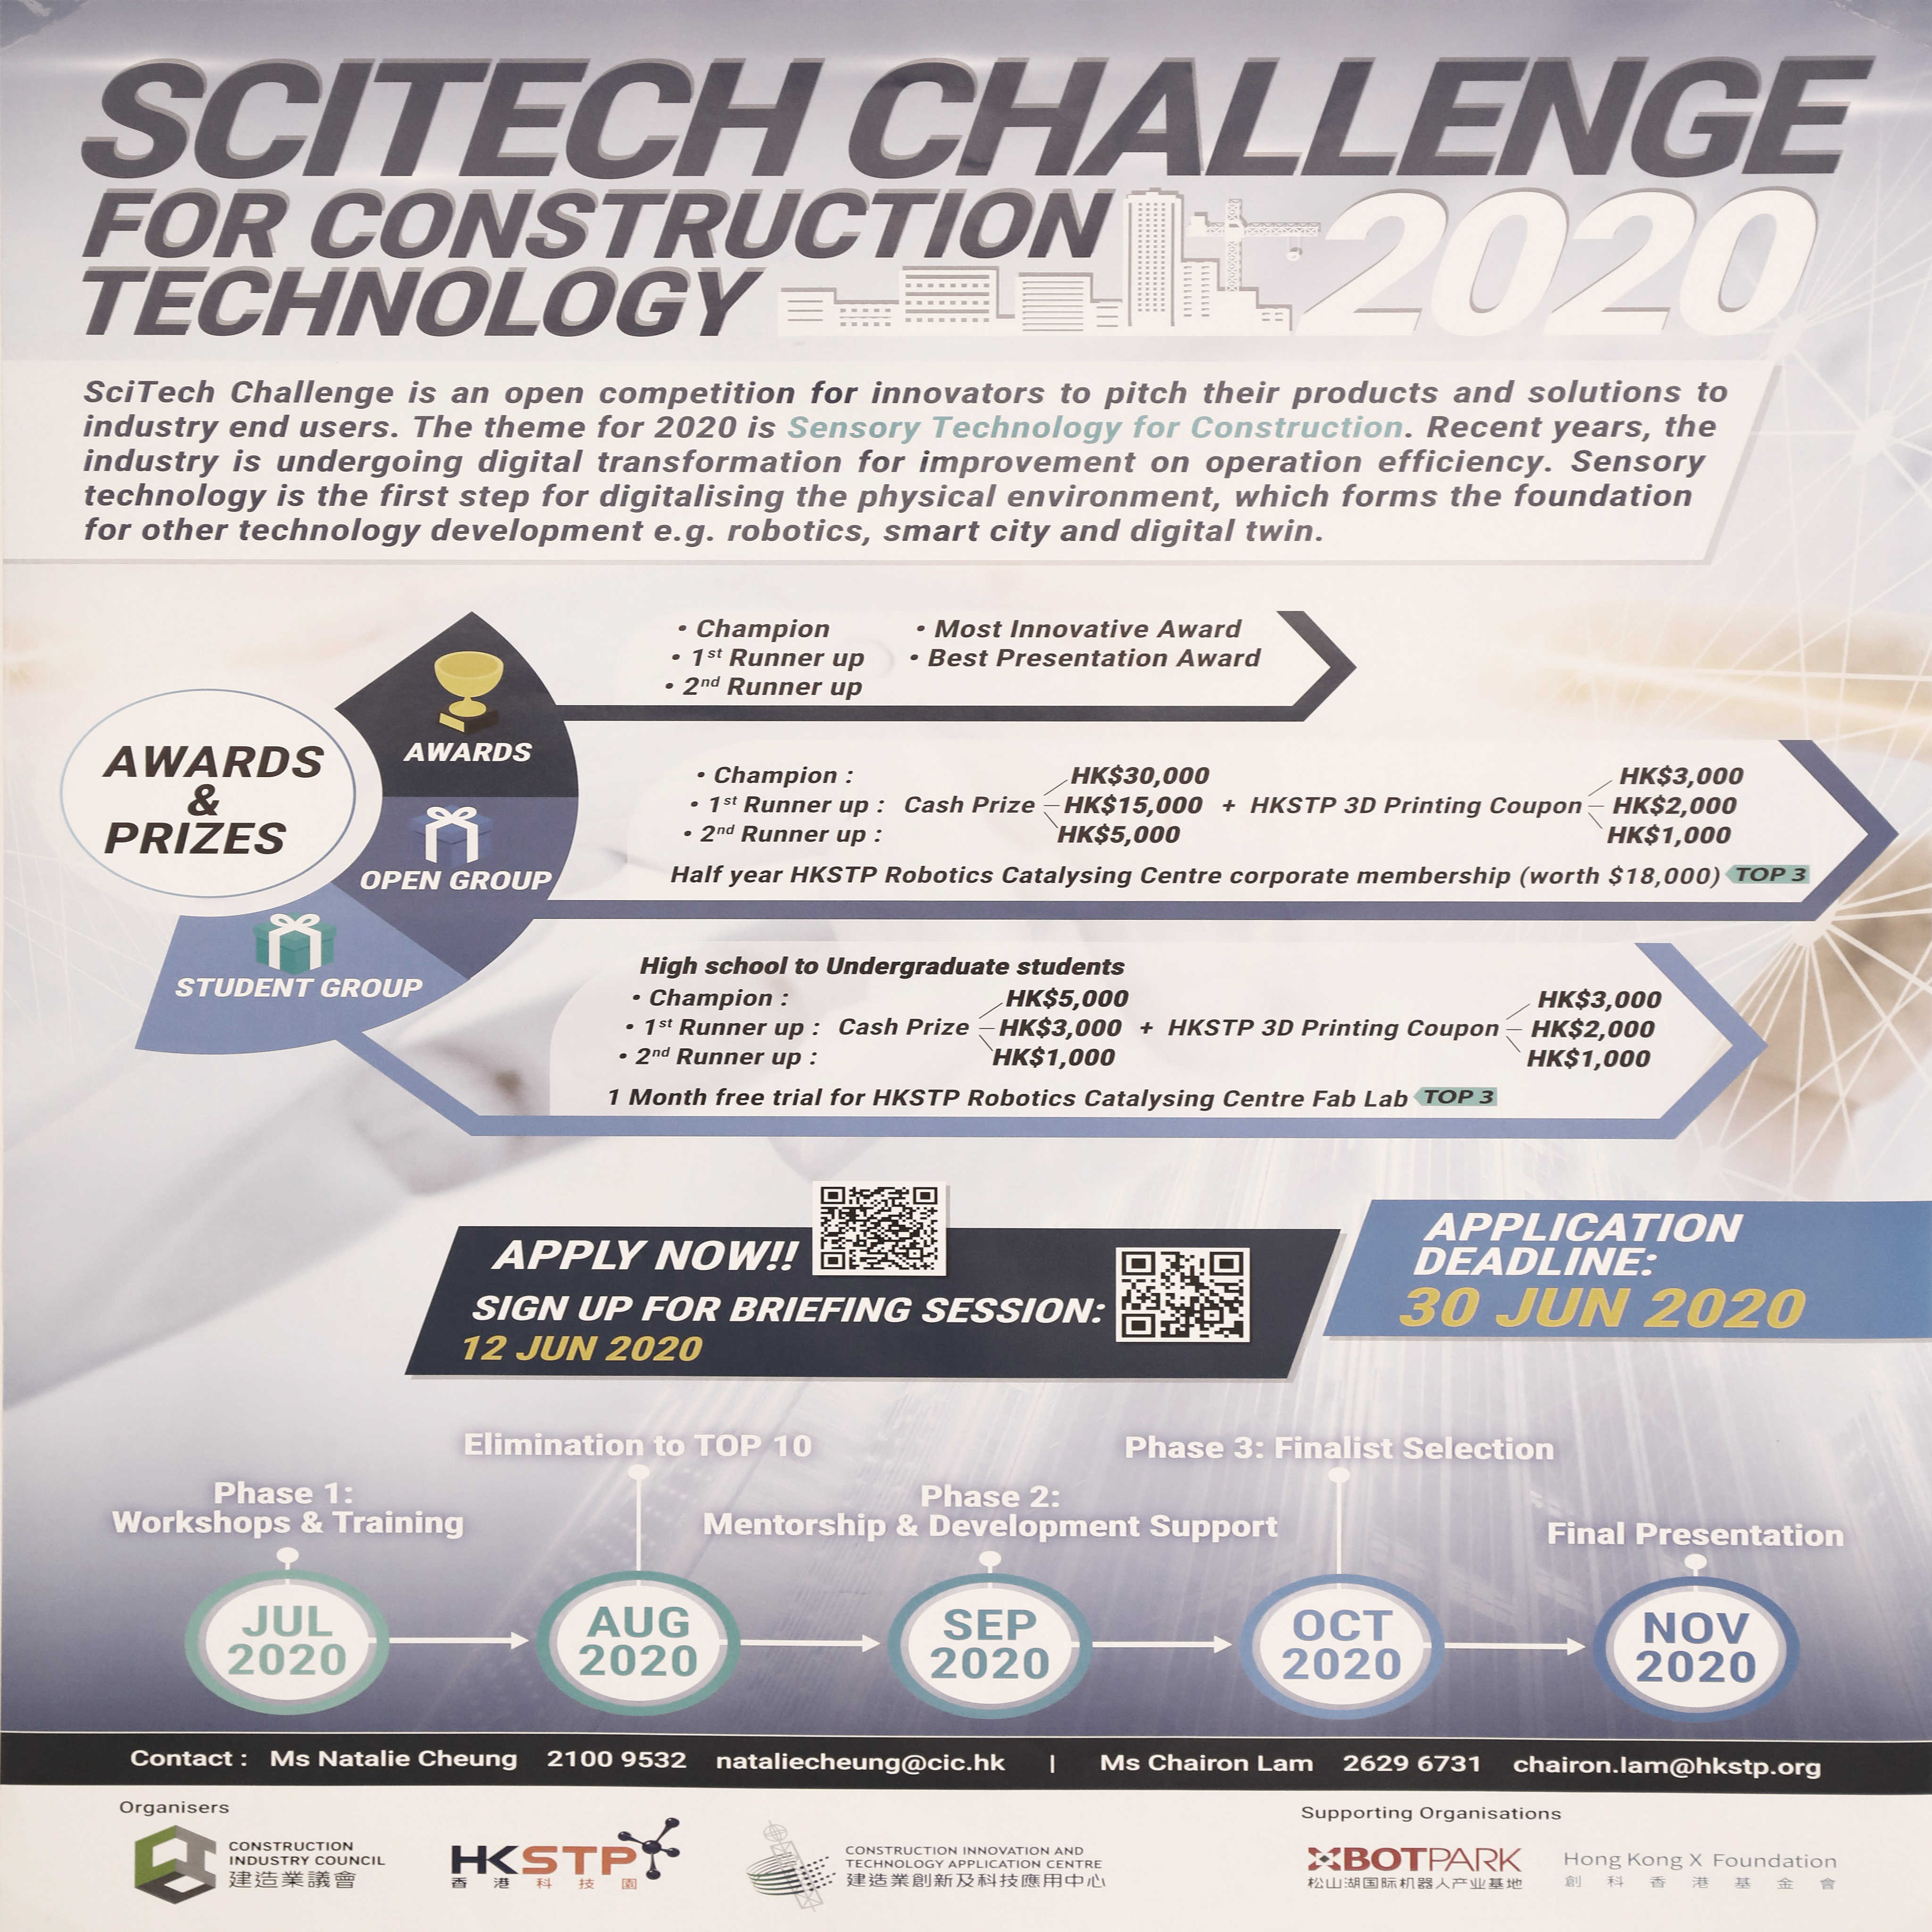 SCITECH CHALLENGE
FOR CONSTRUCTION
TECHNOLOGY
2020
SciTech Challenge is an open competition for innovators to pitch their products and solutions to
industry end users. The theme for 2020 is Sensory Technology for Construction. Recent years, the
industry is undergoing digital transformation for improvement on operation efficiency. Sensory
technology is the first step for digitalising the physical environment, which forms the foundation
for other technology development e.g. robotics, smart city and digital twin.
AWARDS
&
PRIZES
AWARDS
• Champion • Most Innovative Award
• 1st Runner up • Best Presentation Award
• 2nd Runner up
OPEN GROUP
• Champion : HK$30,000 HK$3,000
• 1st Runner up : Cash Prize HK$15,000 + HKSTP 3D Printing Coupon HK$2,000
• 2nd Runner up : HK$5,000 HK$1,000
Half year HKSTP Robotics Catalysing Centre corporate membership (worth $18,000) TOP 3
STUDENT GROUP
High school to Undergraduate students
• Champion : HK$5,000 HK$3,000
• 1st Runner up : Cash Prize HK$3,000 + HKSTP 3D Printing Coupon HK$2,000
• 2nd Runner up : HK$1,000 HK$1,000
1 Month free trial for HKSTP Robotics Catalysing Centre Fab Lab TOP 3
APPLY NOW!!
SIGN UP FOR BRIEFING SESSION:
12 JUN 2020
APPLICATION
DEADLINE:
30 JUN 2020
Phase 1:
Workshops & Training
JUL
2020
Elimination to TOP 10
AUG
2020
Phase 2:
Mentorship & Development Support
SEP
2020
Phase 3: Finalist Selection
OCT
2020
Final Presentation
NOV
2020
Contact : Ms Natalie Cheung 2100 9532 nataliecheung@cic.hk | Ms Chairon Lam 2629 6731 chairon.lam@hkstp.org
Organisers
CONSTRUCTION
INDUSTRY COUNCIL
建造業議會
HKSTP
香港科技園
CONSTRUCTION INNOVATION AND
TECHNOLOGY APPLICATION CENTRE
建造業創新及科技應用中心
Supporting Organisations
XBOTPARK
松山湖国际机器人产业基地
Hong Kong X Foundation
創科香港基金會